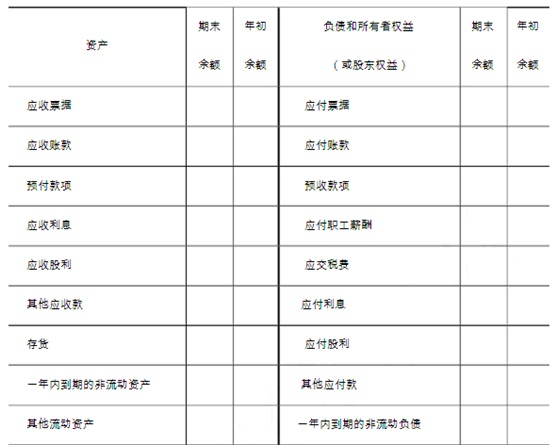 资产 期末余额 年初余额 负债和所有者权益（或股东权益） 期末余额 年初余额
应收票据 应付票据
应收账款 应付账款
预付款项 预收款项
应收利息 应付职工薪酬
应收股利 应交税费
其他应收款 应付利息
存货 应付股利
一年内到期的非流动资产 其他应付款
其他流动资产 一年内到期的非流动负债